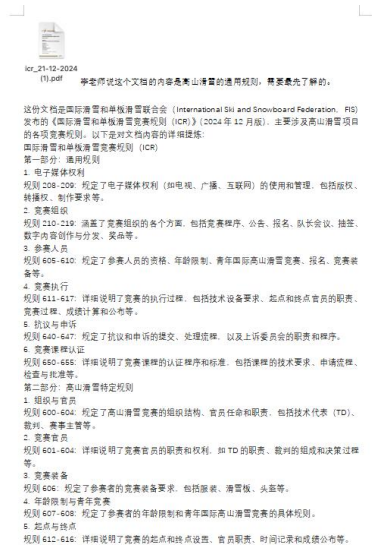 icr_21-12-2024
(1).pdf 李老师说这个文档的内容是高山滑雪的通用规则，需要最先了解的。
这份文档是国际滑雪和单板滑雪联合会（International Ski and Snowboard Federation, FIS)
发布的《国际滑雪和单板滑雪竞赛规则（ICR)》（2024 年 12 月版），主要涉及高山滑雪项目
的各项竞赛规则。以下是对文档内容的详细提炼：
国际滑雪和单板滑雪竞赛规则（ICR）
第一部分：通用规则
1. 电子媒体权利
规则 208-209：规定了电子媒体权利（如电视、广播、互联网）的使用和管理，包括版权、
转播权、制作要求等。
2. 竞赛组织
规则 210-219：涵盖了竞赛组织的各个方面，包括竞赛程序、公告、报名、队长会议、抽签、
数字内容创作与分发、奖品等。
3. 参赛人员
规则 605-610：规定了参赛人员的资格、年龄限制、青年国际高山滑雪竞赛、报名、竞赛装
备等。
4. 竞赛执行
规则 611-617：详细说明了竞赛的执行过程，包括技术设备要求、起点和终点官员的职责、
竞赛过程、成绩计算和公布等。
5. 抗议与申诉
规则 640-647：规定了抗议和申诉的提交、处理流程，以及上诉委员会的职责和程序。
6. 竞赛课程认证
规则 650-655：详细说明了竞赛课程的认证程序和标准，包括课程的技术要求、申请流程、
检查与批准等。
第二部分：高山滑雪特定规则
1. 组织与官员
规则 600-604：规定了高山滑雪竞赛的组织结构、官员任命和职责，包括技术代表（TD）、
裁判、赛事主管等。
2. 竞赛官员
规则 601-604：详细说明了竞赛官员的职责和权利，如 TD 的职责、裁判的组成和决策过程
等。
3. 竞赛装备
规则 606：规定了参赛者的竞赛装备要求，包括服装、滑雪板、头盔等。
4. 年龄限制与青年竞赛
规则 607-608：规定了参赛者的年龄限制和青年国际高山滑雪竞赛的具体规则。
5. 起点与终点
规则 612-616：详细说明了竞赛的起点和终点设置、官员职责、时间记录和成绩公布等。